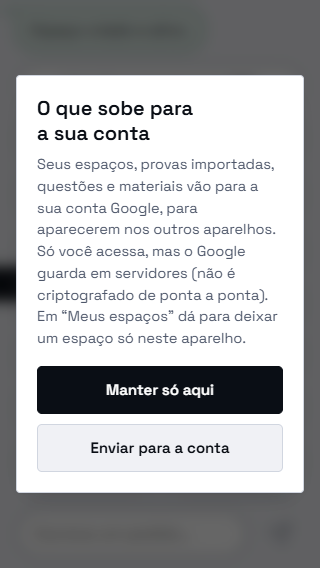 O que sobe para
a sua conta
Seus espaços, provas importadas,
questões e materiais vão para a
sua conta Google, para
aparecerem nos outros aparelhos.
Só você acessa, mas o Google
guarda em servidores (não é
criptografado de ponta a ponta).
Em “Meus espaços” dá para deixar
um espaço só neste aparelho.
Manter só aqui
Enviar para a conta